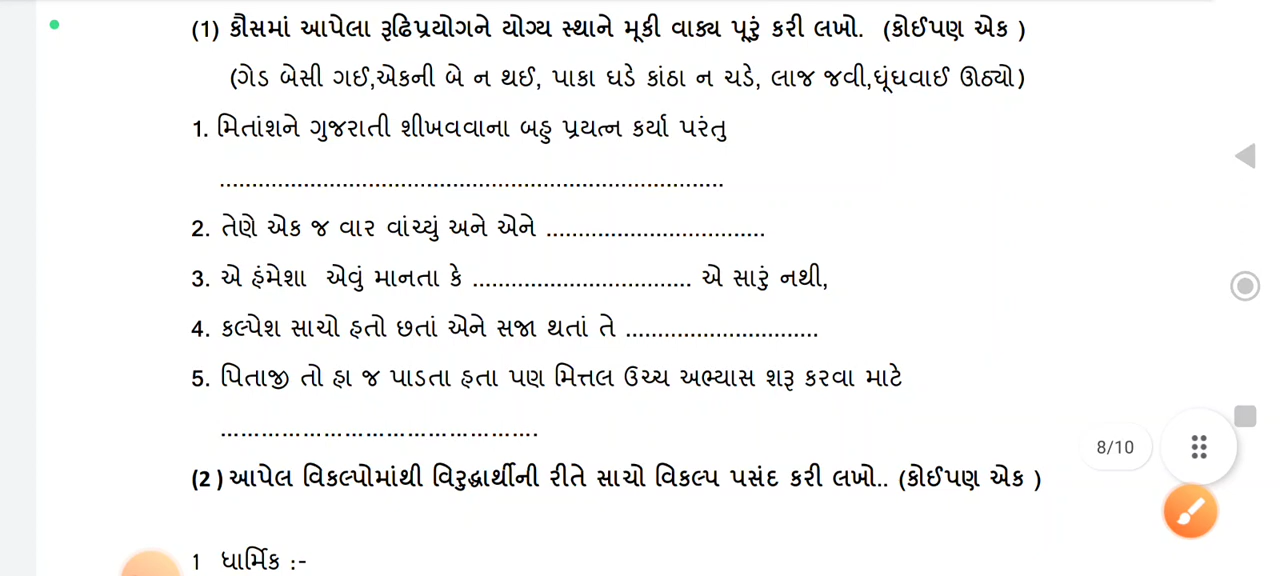 (1) કૌસમાં આપેલા રૂઢિપ્રયોગને યોગ્ય સ્થાને મૂકી વાક્ય પૂરું કરી લખો. (કોઈપણ એક )
(ગેડ બેસી ગઈ,એકની બે ન થઈ, પાકા ઘડે કાંઠા ન ચડે, લાજ જવી,ધૂંધવાઈ ઊઠ્યો)
1. મિતાંશને ગુજરાતી શીખવવાના બહુ પ્રયત્ન કર્યા પરંતુ
..............................................................................
2. તેણે એક જ વાર વાંચ્યું અને એને ..................................
3. એ હંમેશા એવું માનતા કે .................................. એ સારું નથી,
4. કલ્પેશ સાચો હતો છતાં એને સજા થતાં તે ..............................
5. પિતાજી તો હા જ પાડતા હતા પણ મિત્તલ ઉચ્ચ અભ્યાસ શરૂ કરવા માટે
……………………………………….
8/10
(2) આપેલ વિકલ્પોમાંથી વિરુદ્ધાર્થીની રીતે સાચો વિકલ્પ પસંદ કરી લખો.. (કોઈપણ એક )
1 ધાર્મિક :-